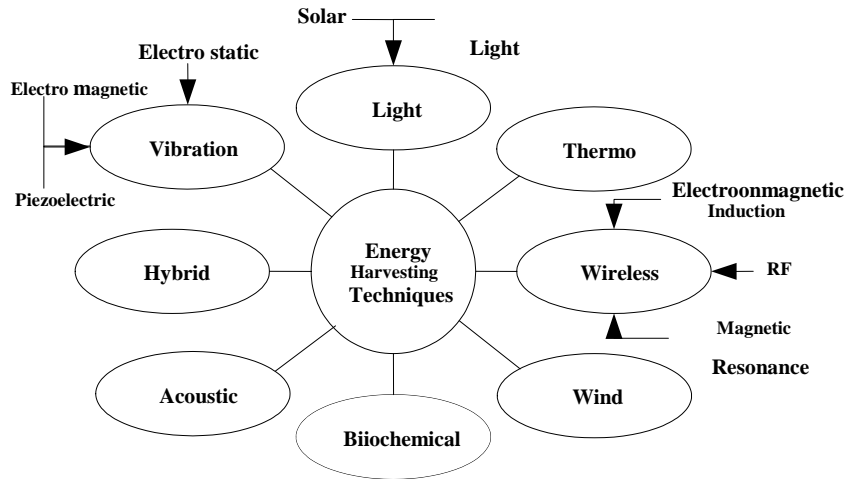 Solar
Light
Electro static
Electro magnetic
Light
Vibration
Thermo
Piezoelectric
Electroonmagnetic
Induction
Energy
Harvesting
Techniques
Hybrid
Wireless
RF
Magnetic
Resonance
Acoustic
Wind
Biiochemical